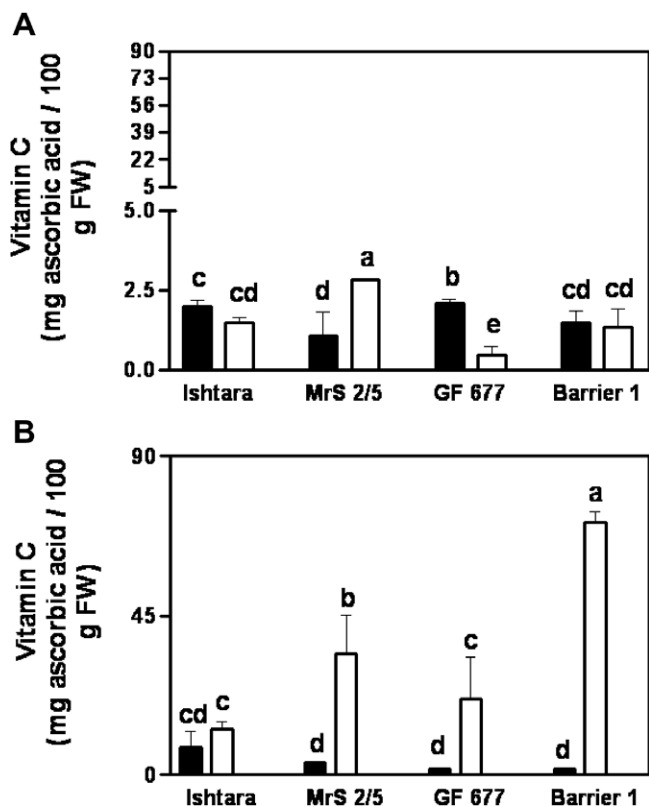 A
Vitamin C
(mg ascorbic acid / 100
g FW)
90
73
56
39
22
5
5.0
2.5
0.0
c cd d a b e cd cd
Ishtara MrS 2/5 GF 677 Barrier 1
B
Vitamin C
(mg ascorbic acid / 100
g FW)
90
45
0
cd c d b d c d a
Ishtara MrS 2/5 GF 677 Barrier 1